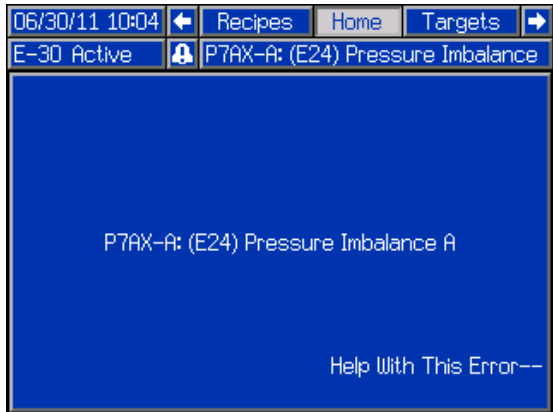 06/30/11 10:04 Recipes Home Targets
E-30 Active P7AX-A: (E24) Pressure Imbalance
P7AX-A: (E24) Pressure Imbalance A
Help With This Error--